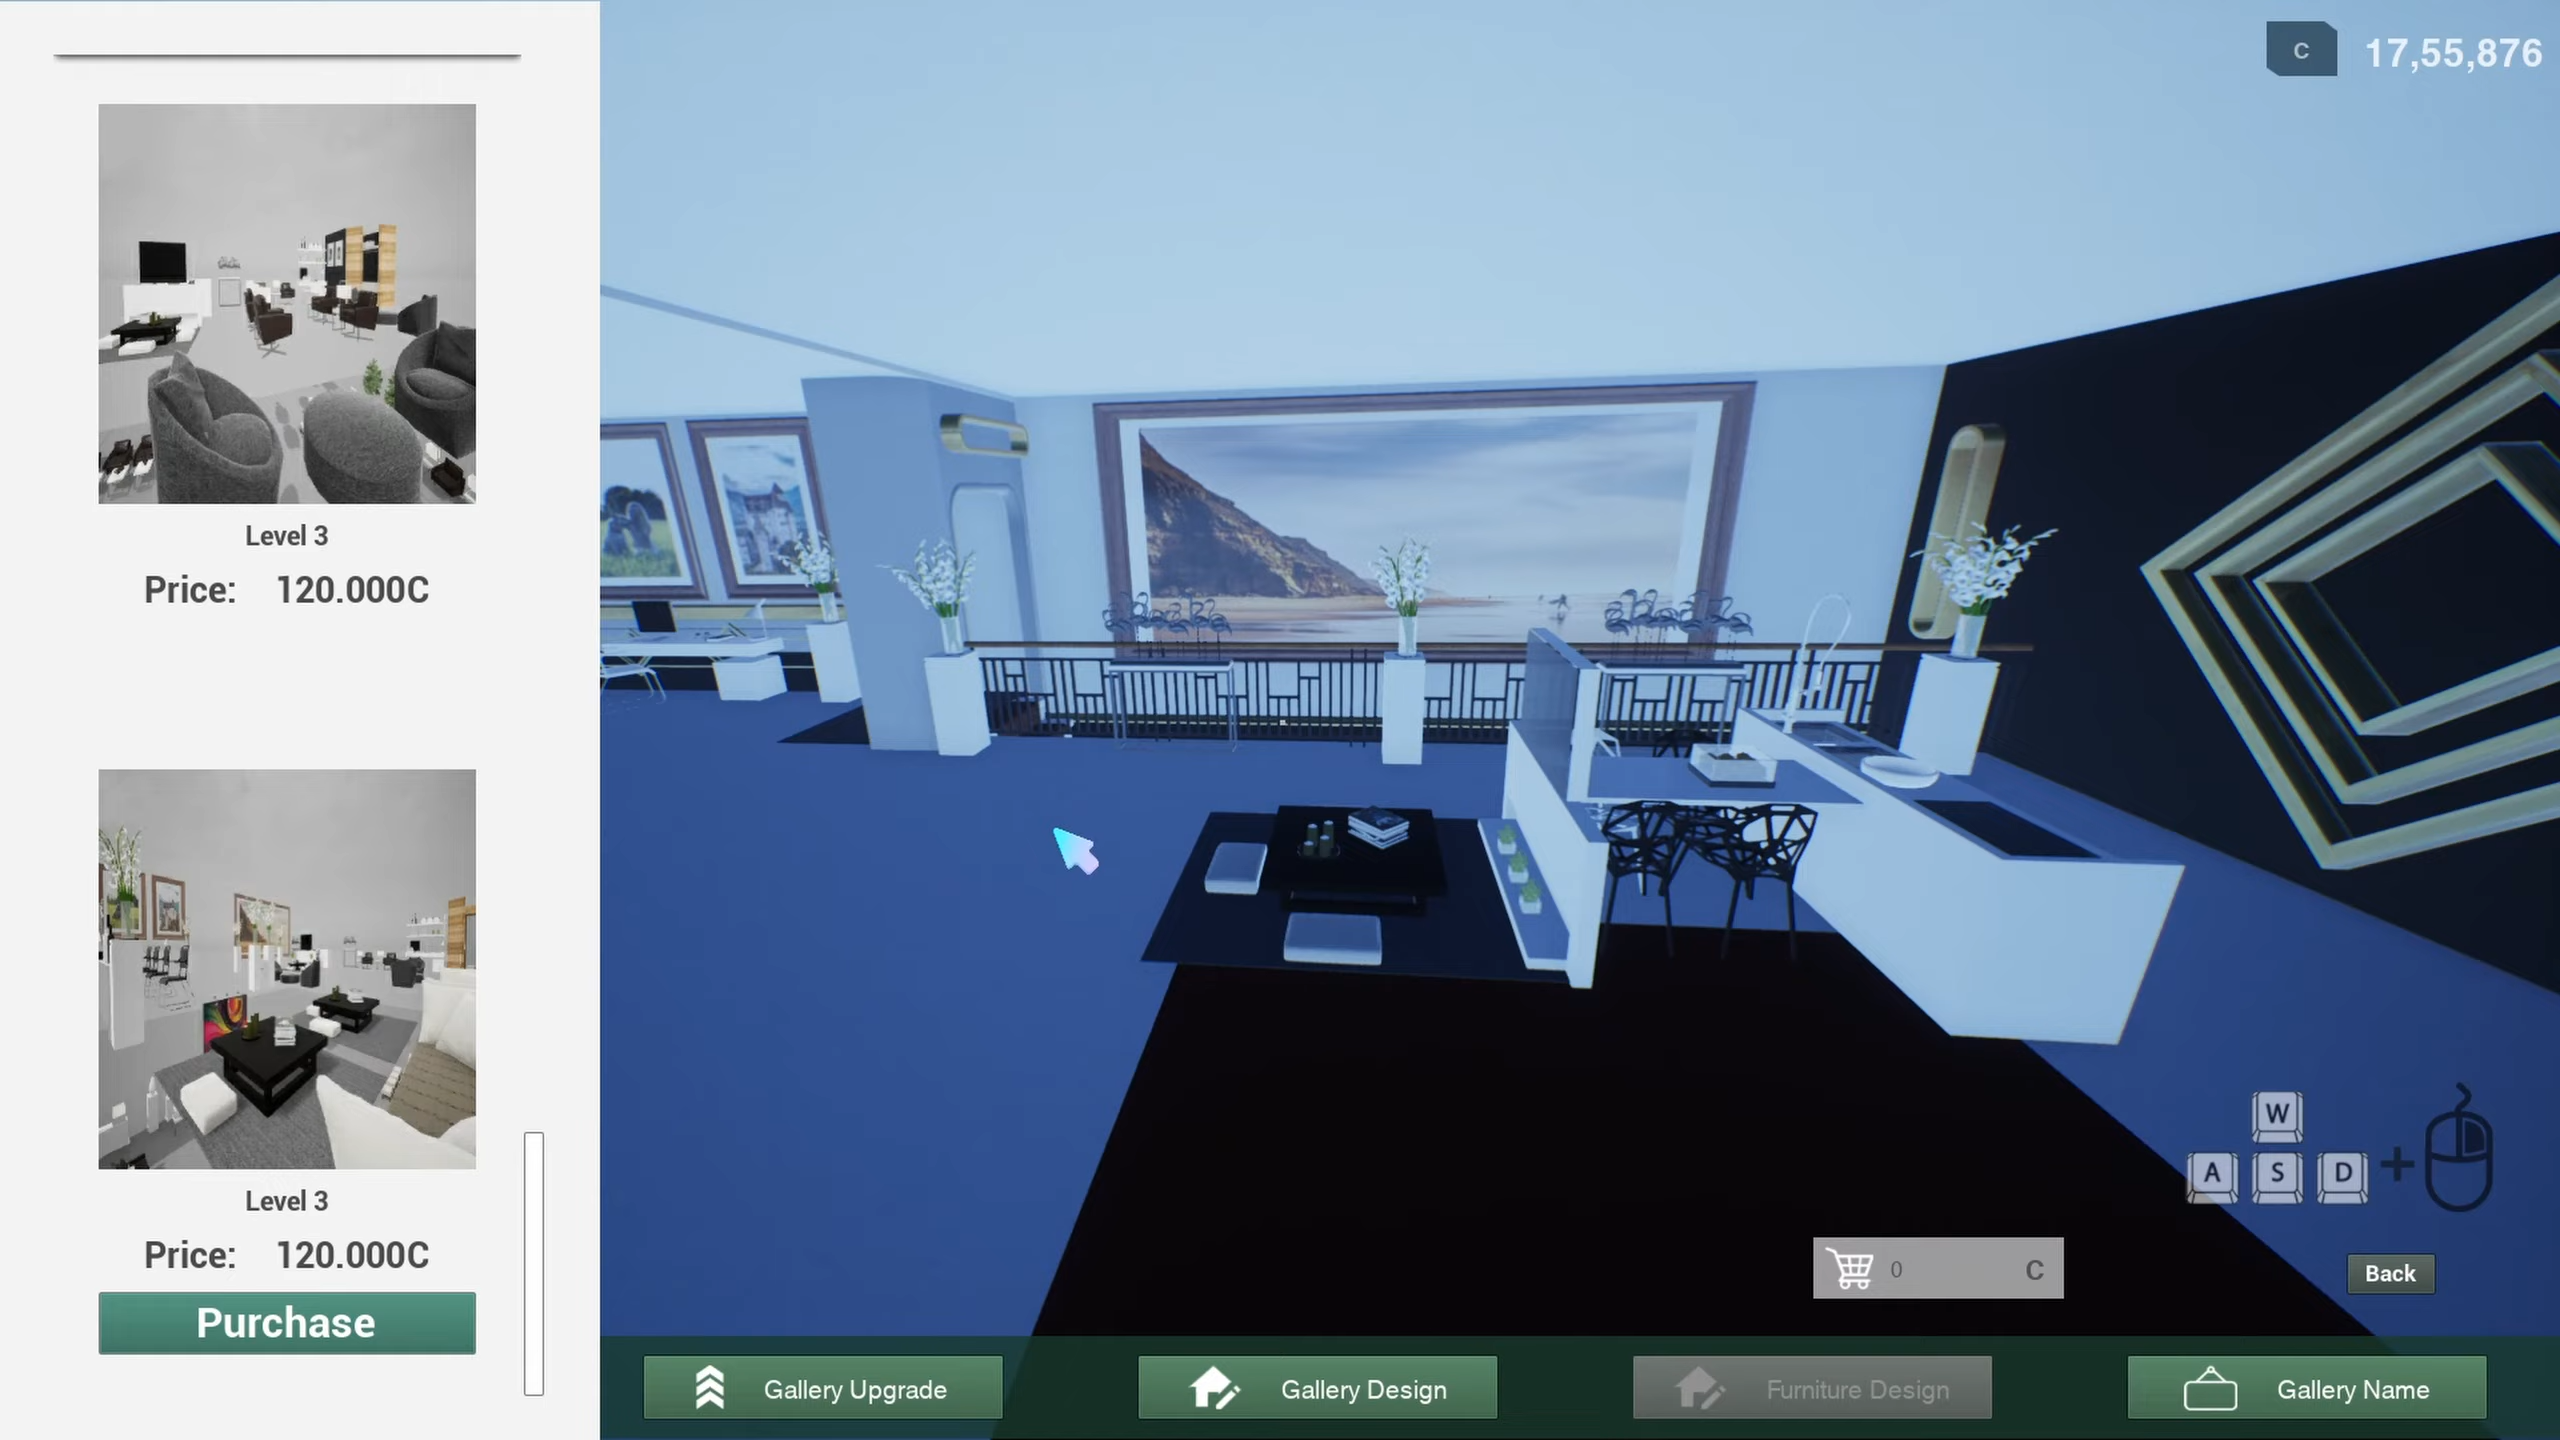 C 17,55,876
Level 3
Price: 120.000C
Level 3
Price: 120.000C
Purchase
W
A S D +
0 C
Back
Gallery Upgrade
Gallery Design
Furniture Design
Gallery Name